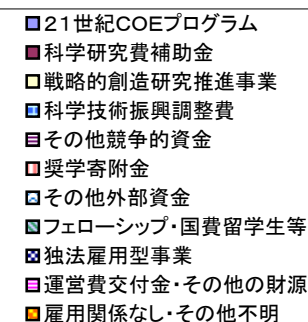 21世紀COEプログラム
科学研究費補助金
戦略的創造研究推進事業
科学技術振興調整費
その他競争的資金
奨学寄附金
その他外部資金
フェローシップ・国費留学生等
独法雇用型事業
運営費交付金・その他の財源
雇用関係なし・その他不明